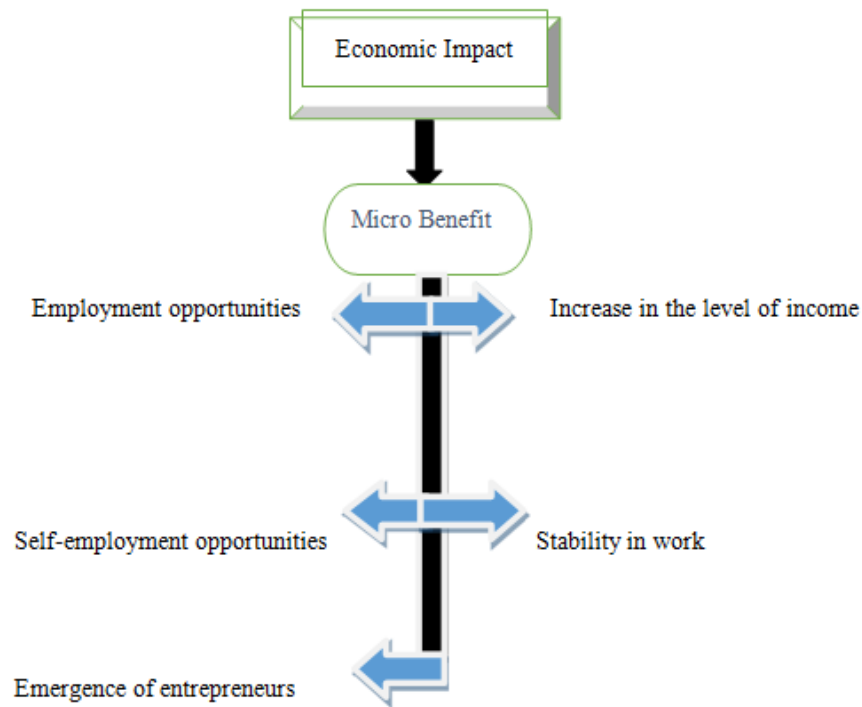 Economic Impact
Micro Benefit
Employment opportunities
Increase in the level of income
Self-employment opportunities
Stability in work
Emergence of entrepreneurs